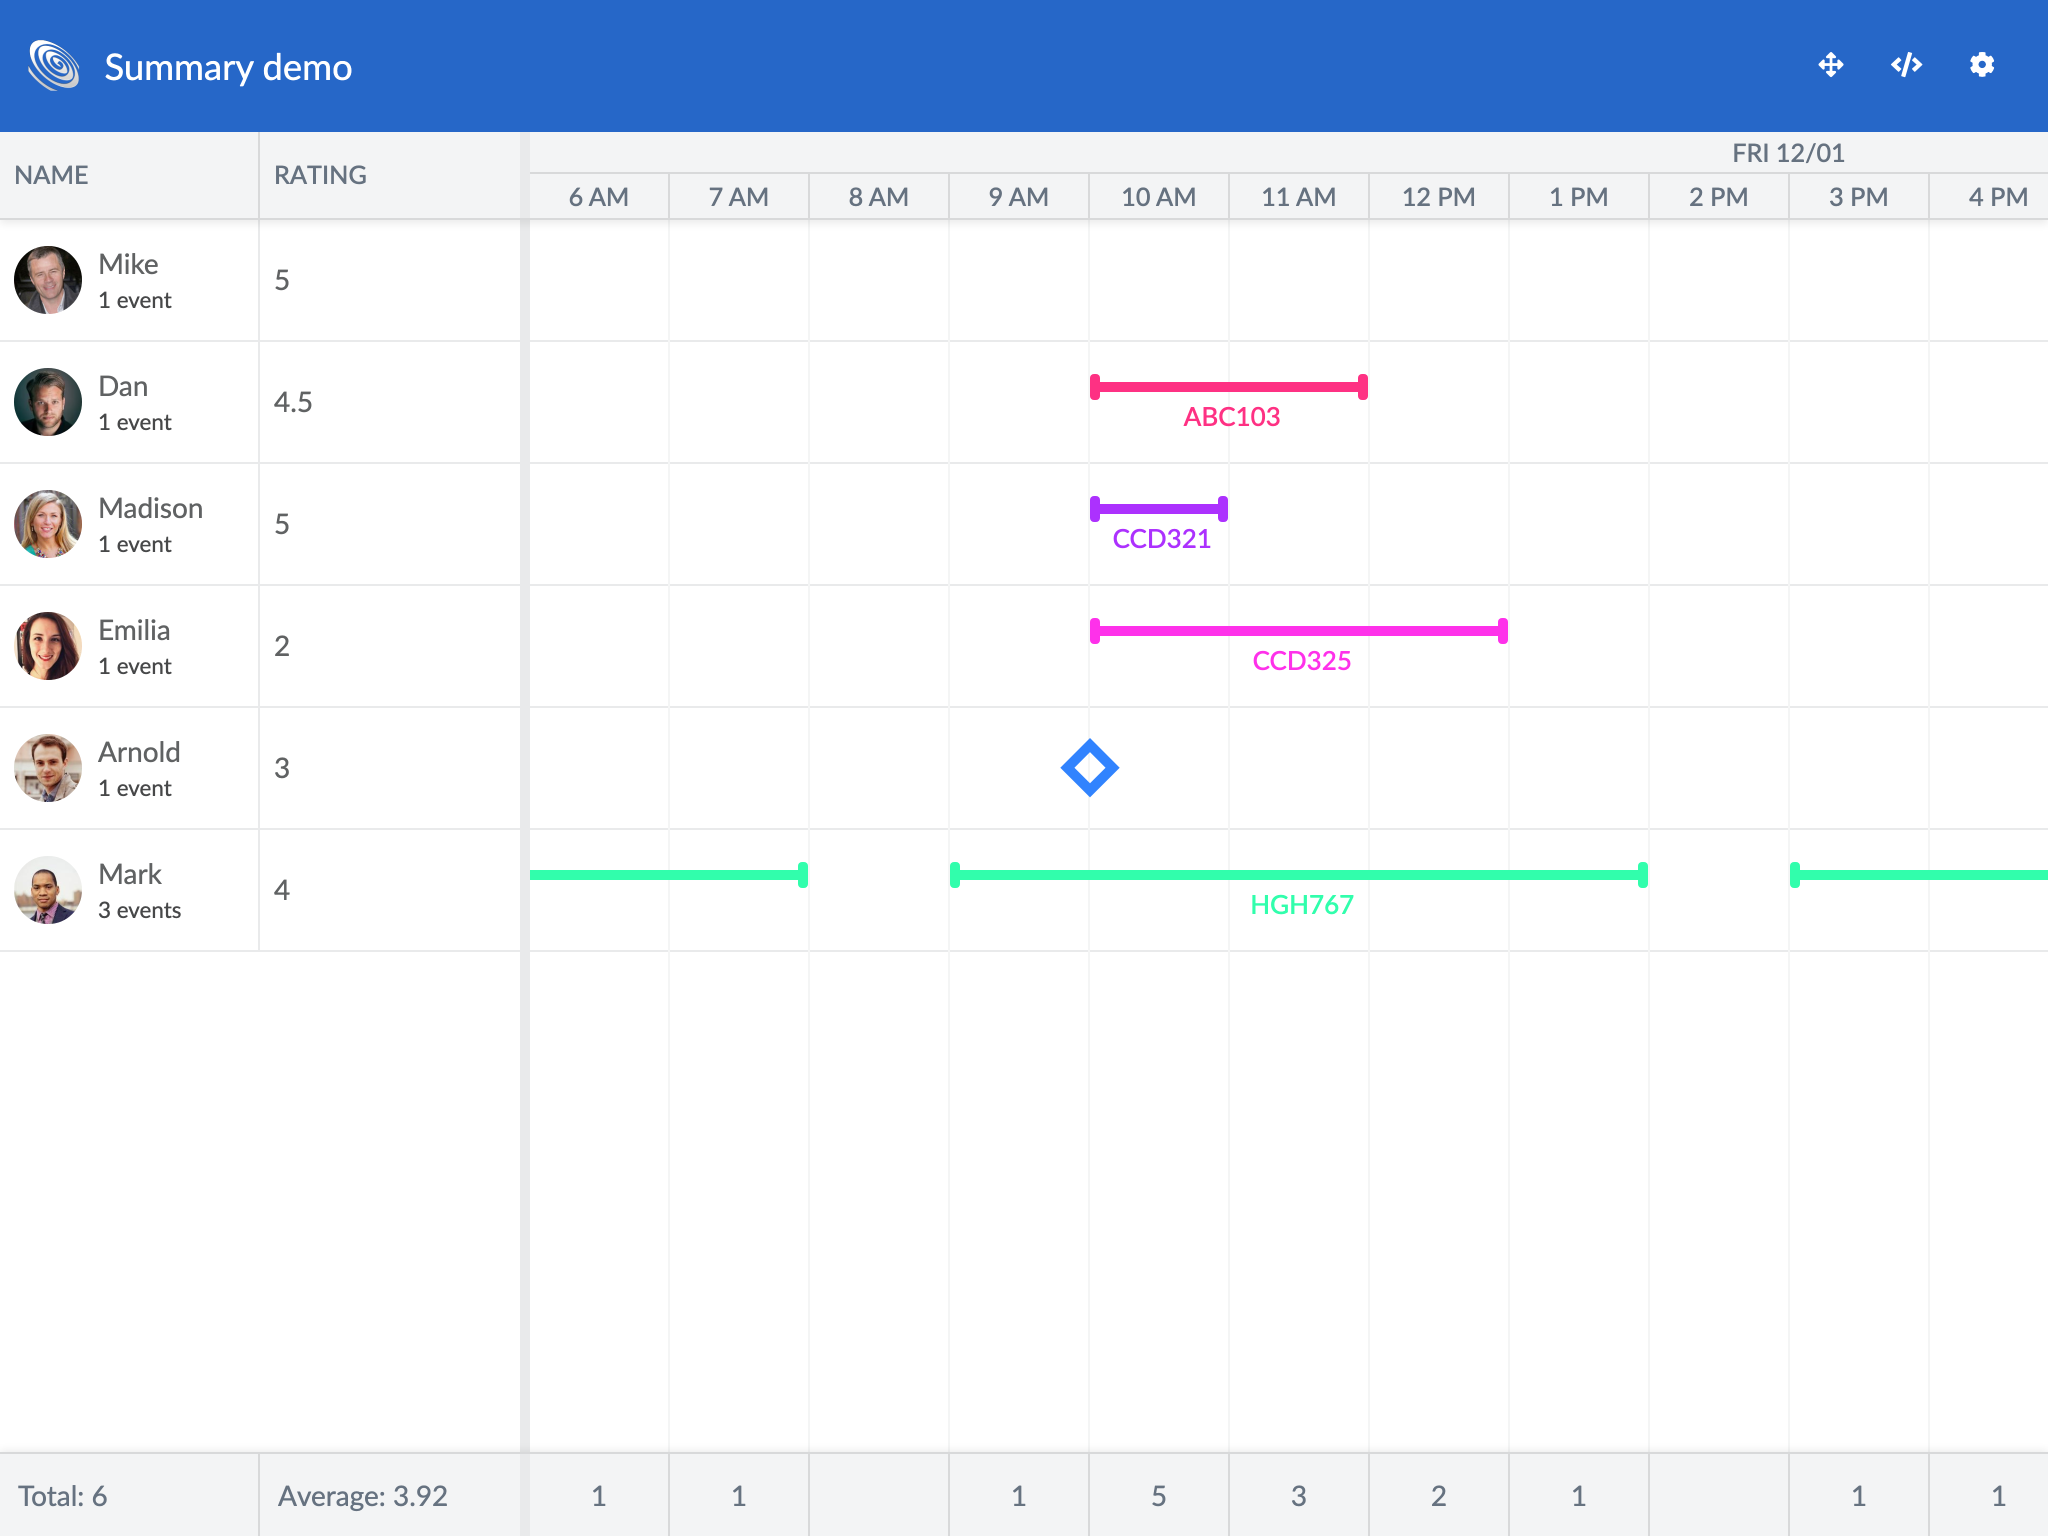 Summary demo
NAME
RATING
FRI 12/01
6 AM
7 AM
8 AM
9 AM
10 AM
11 AM
12 PM
1 PM
2 PM
3 PM
4 PM
Mike
1 event
5
Dan
1 event
4.5
ABC103
Madison
1 event
5
CCD321
Emilia
1 event
2
CCD325
Arnold
1 event
3
Mark
3 events
4
HGH767
Total: 6
Average: 3.92
1
1
1
5
3
2
1
1
1